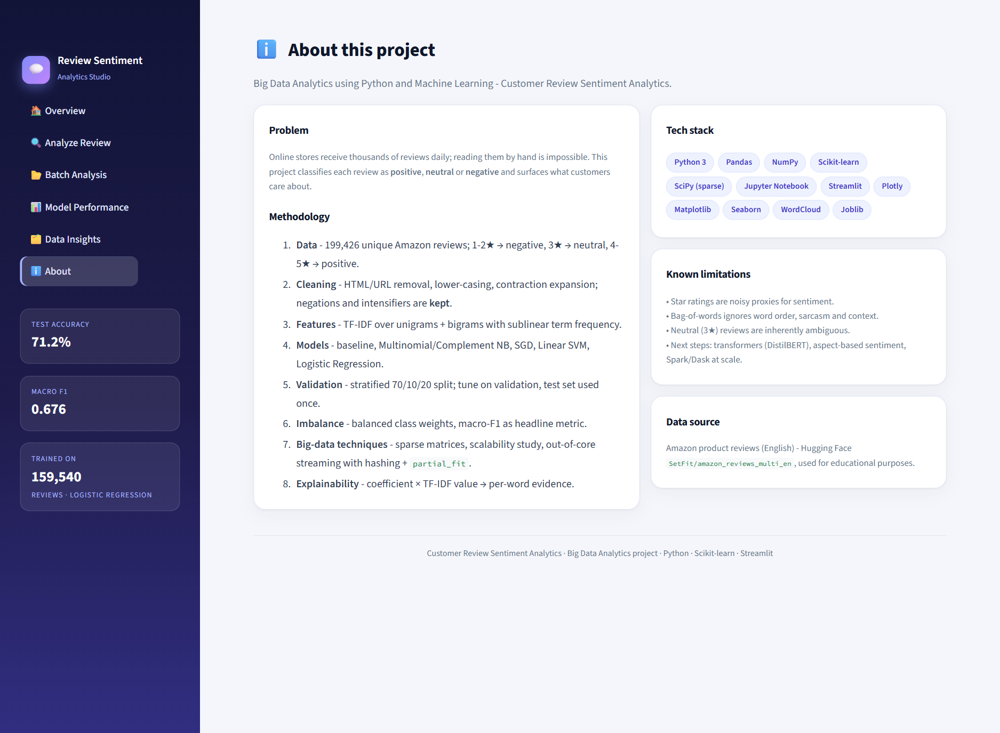 Review Sentiment
Analytics Studio
Overview
Analyze Review
Batch Analysis
Model Performance
Data Insights
About
TEST ACCURACY
71.2%
MACRO F1
0.676
TRAINED ON
159,540
REVIEWS · LOGISTIC REGRESSION
About this project
Big Data Analytics using Python and Machine Learning - Customer Review Sentiment Analytics.
Problem
Online stores receive thousands of reviews daily; reading them by hand is impossible. This
project classifies each review as positive, neutral or negative and surfaces what customers
care about.
Methodology
1. Data - 199,426 unique Amazon reviews; 1-2★ → negative, 3★ → neutral, 4-
5★ → positive.
2. Cleaning - HTML/URL removal, lower-casing, contraction expansion;
negations and intensifiers are kept.
3. Features - TF-IDF over unigrams + bigrams with sublinear term frequency.
4. Models - baseline, Multinomial/Complement NB, SGD, Linear SVM,
Logistic Regression.
5. Validation - stratified 70/10/20 split; tune on validation, test set used
once.
6. Imbalance - balanced class weights, macro-F1 as headline metric.
7. Big-data techniques - sparse matrices, scalability study, out-of-core
streaming with hashing + partial_fit .
8. Explainability - coefficient × TF-IDF value → per-word evidence.
Tech stack
Python 3 Pandas NumPy Scikit-learn
SciPy (sparse) Jupyter Notebook Streamlit Plotly
Matplotlib Seaborn WordCloud Joblib
Known limitations
• Star ratings are noisy proxies for sentiment.
• Bag-of-words ignores word order, sarcasm and context.
• Neutral (3★) reviews are inherently ambiguous.
• Next steps: transformers (DistilBERT), aspect-based sentiment,
Spark/Dask at scale.
Data source
Amazon product reviews (English) - Hugging Face
SetFit/amazon_reviews_multi_en , used for educational purposes.
Customer Review Sentiment Analytics · Big Data Analytics project · Python · Scikit-learn · Streamlit